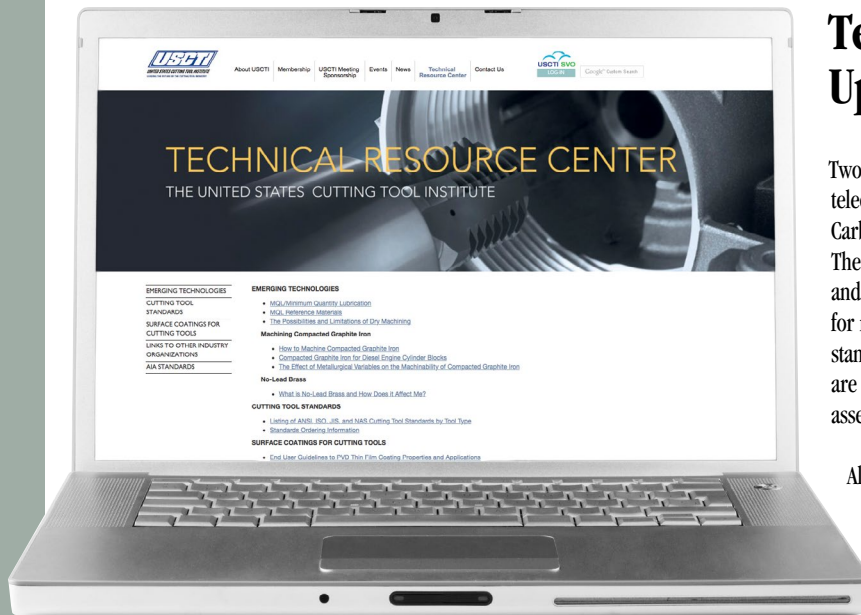 USCTI
UNITED STATES CUTTING TOOL INSTITUTE
About USCTI
Membership
USCTI Meeting
Sponsorship
Events
News
Technical
Resource Center
Contact Us
USCTI SVO
LOG-IN
Google™ Custom Search
TECHNICAL RESOURCE CENTER
THE UNITED STATES CUTTING TOOL INSTITUTE
EMERGING TECHNOLOGIES
CUTTING TOOL
STANDARDS
SURFACE COATINGS FOR
CUTTING TOOLS
LINKS TO OTHER INDUSTRY
ORGANIZATIONS
AIA STANDARDS
EMERGING TECHNOLOGIES
• MQL/Minimum Quantity Lubrication
• MQL Reference Materials
• The Possibilities and Limitations of Dry Machining
Machining Compacted Graphite Iron
• How to Machine Compacted Graphite Iron
• Compacted Graphite Iron for Diesel Engine Cylinder Blocks
• The Effect of Metallurgical Variables on the Machinability of Compacted Graphite Iron
No-Lead Brass
• What is No-Lead Brass and How Does it Affect Me?
CUTTING TOOL STANDARDS
• Listing of ANSI, ISO, JIS, and NAS Cutting Tool Standards by Tool Type
• Standards Ordering Information
SURFACE COATINGS FOR CUTTING TOOLS
• End User Guidelines to PVD Thin Film Coating Properties and Applications
Te
Up
Two
tele
Carl
The
and
for
stan
are
asse
Al